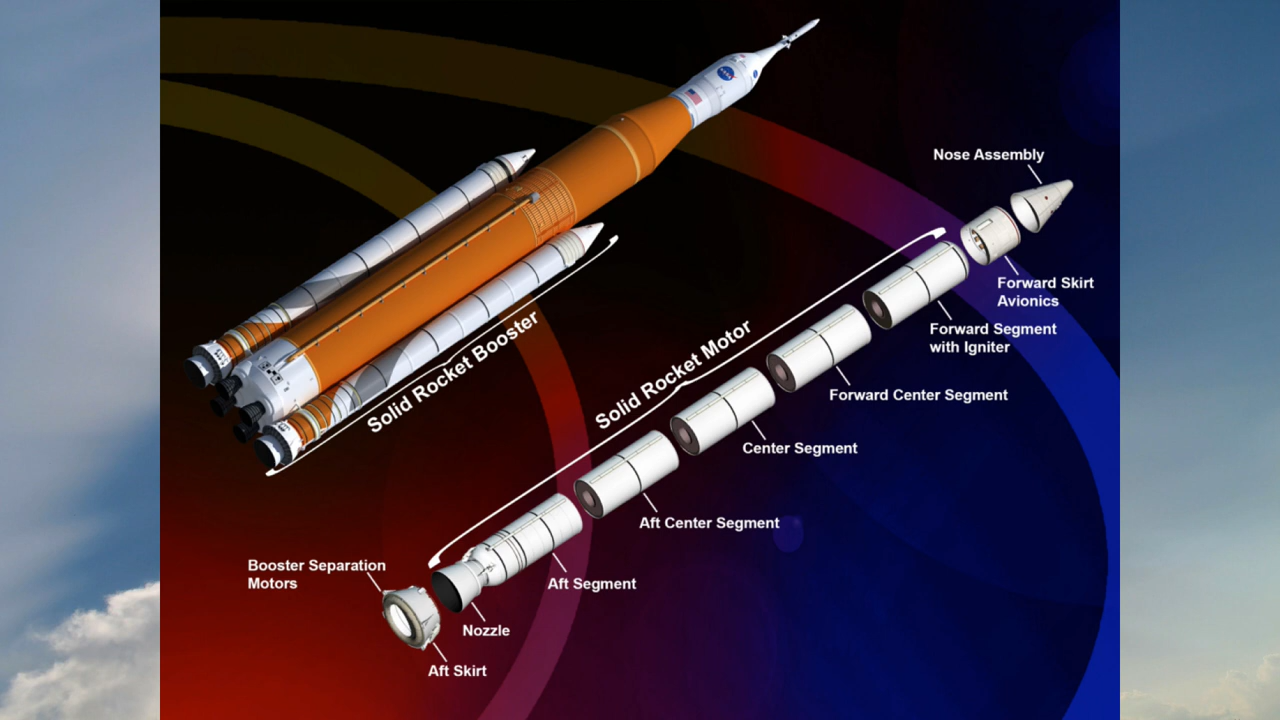 Nose Assembly
Forward Skirt
Avionics
Forward Segment
with Igniter
Forward Center Segment
Center Segment
Aft Center Segment
Aft Segment
Nozzle
Aft Skirt
Booster Separation
Motors
Solid Rocket Motor
Solid Rocket Booster
NASA